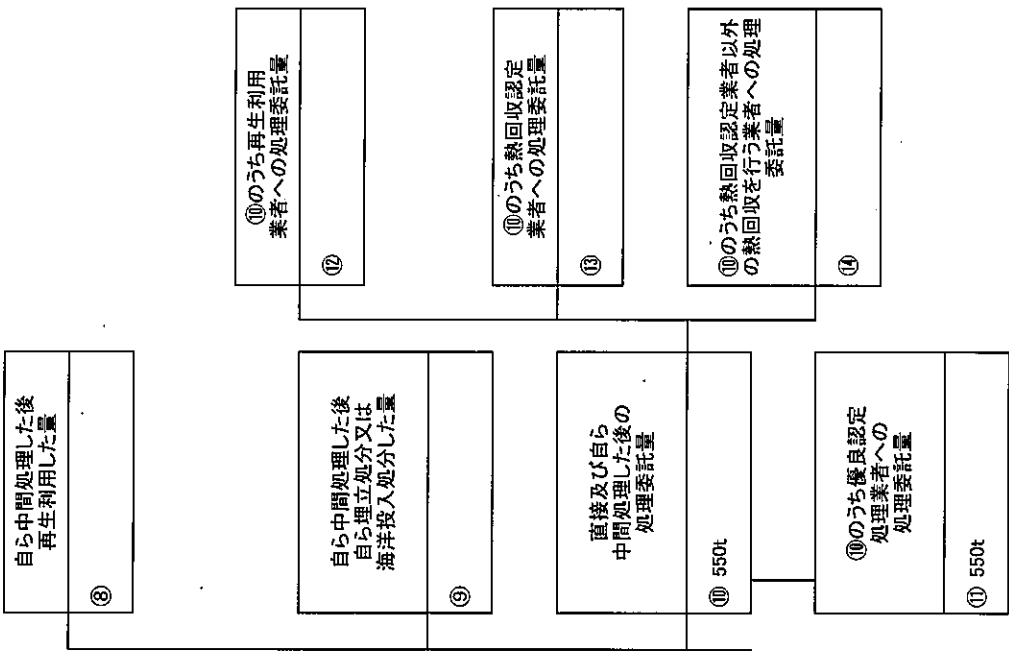 自ら中間処理した後
再生利用した量
⑧
自ら中間処理した後
自ら埋立処分又は
海洋投入処分した量
⑨
直接及び自ら
中間処理した後の
処理委託量
⑩ 550t
⑩のうち優良認定
処理業者への
処理委託量
⑪ 550t
⑩のうち再生利用
業者への処理委託量
⑫
⑩のうち熱回収認定
業者への処理委託量
⑬
⑩のうち熱回収認定業者以外
の熱回収を行う業者への処理
委託量
⑭